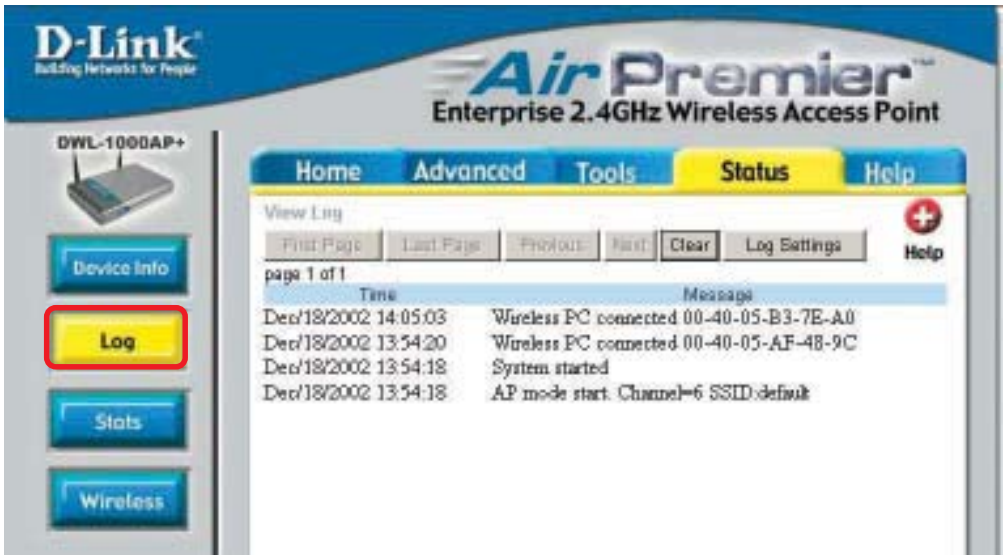 D-Link
Building Networks for People
Air Premier™
Enterprise 2.4GHz Wireless Access Point
DWL-1000AP+
Home Advanced Tools Status Help
View Log
First Page Last Page Previous Next Clear Log Settings
Help
page 1 of 1
Time Message
Dec/18/2002 14:05:03 Wireless PC connected 00-40-05-B3-7E-A0
Dec/18/2002 13:54:20 Wireless PC connected 00-40-05-AF-48-9C
Dec/18/2002 13:54:18 System started
Dec/18/2002 13:54:18 AP mode start. Channel=6 SSID:default
Device Info
Log
Stats
Wireless